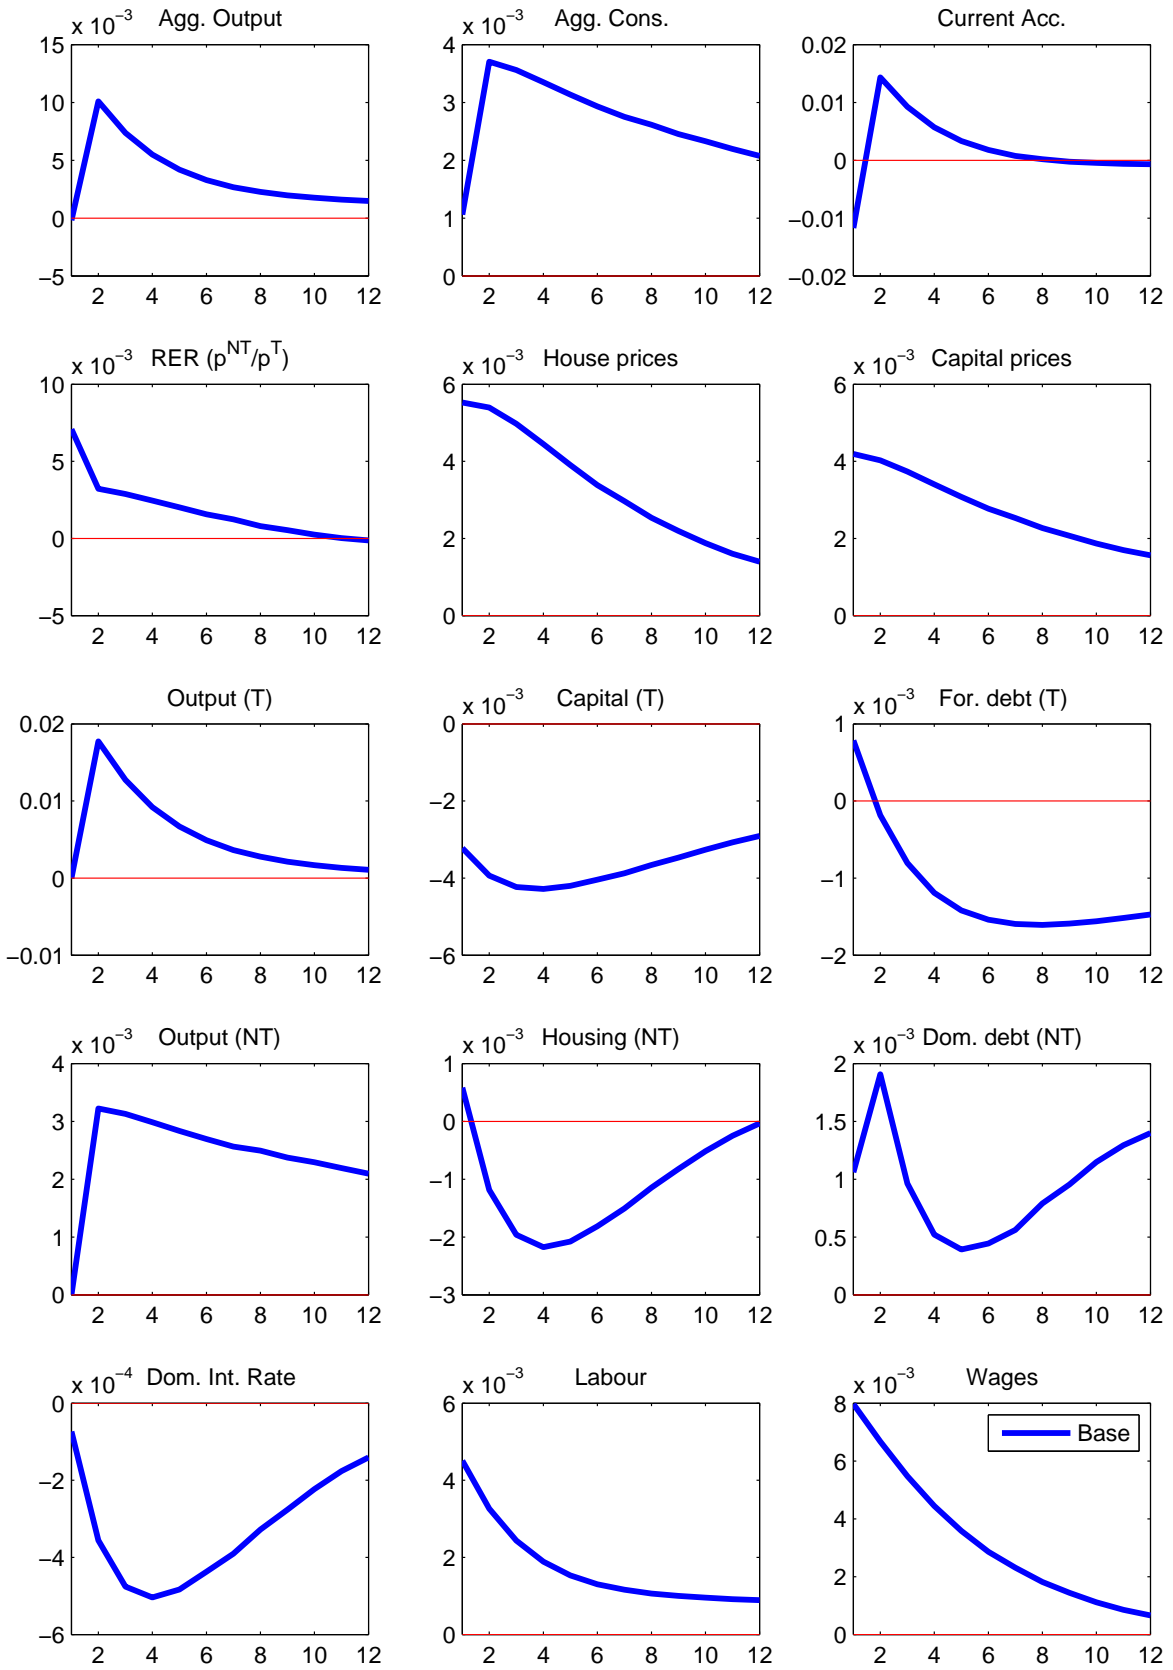 x 10⁻³ Agg. Output
15
10
5
0
−5
2 4 6 8 10 12
x 10⁻³ Agg. Cons.
4
3
2
1
0
2 4 6 8 10 12
Current Acc.
0.02
0.01
0
−0.01
−0.02
2 4 6 8 10 12
x 10⁻³ RER (pᴺᵀ/pᵀ)
10
5
0
−5
2 4 6 8 10 12
x 10⁻³ House prices
6
4
2
0
2 4 6 8 10 12
x 10⁻³ Capital prices
6
4
2
0
2 4 6 8 10 12
Output (T)
0.02
0.01
0
−0.01
2 4 6 8 10 12
x 10⁻³ Capital (T)
0
−2
−4
−6
2 4 6 8 10 12
x 10⁻³ For. debt (T)
1
0
−1
−2
2 4 6 8 10 12
x 10⁻³ Output (NT)
4
3
2
1
0
2 4 6 8 10 12
x 10⁻³ Housing (NT)
1
0
−1
−2
−3
2 4 6 8 10 12
x 10⁻³ Dom. debt (NT)
2
1.5
1
0.5
0
2 4 6 8 10 12
x 10⁻⁴ Dom. Int. Rate
0
−2
−4
−6
2 4 6 8 10 12
x 10⁻³ Labour
6
4
2
0
2 4 6 8 10 12
x 10⁻³ Wages
8
6
4
2
0
2 4 6 8 10 12
Base